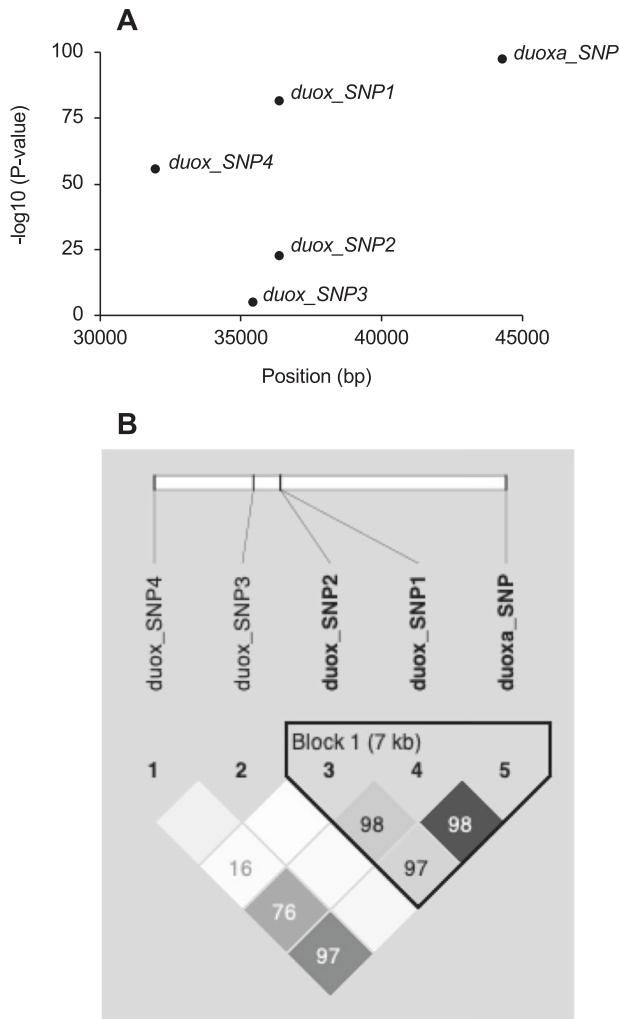 A
100
75
50
25
0
-log10 (P-value)
duoxa_SNP
duox_SNP1
duox_SNP4
duox_SNP2
duox_SNP3
30000 35000 40000 45000
Position (bp)
B
duox_SNP4
duox_SNP3
duox_SNP2
duox_SNP1
duoxa_SNP
Block 1 (7 kb)
1 2 3 4 5
98 98
16 97
76
97